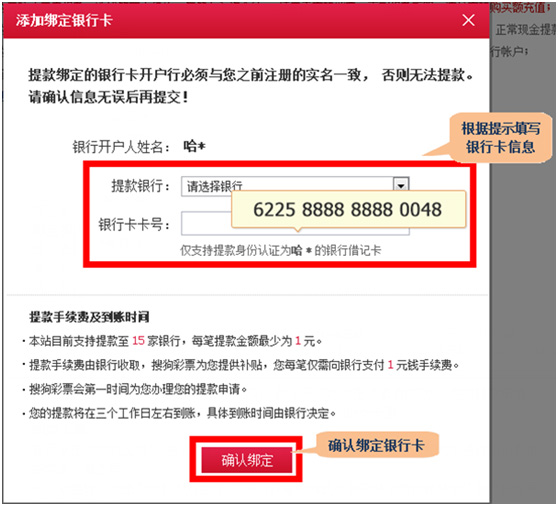 购买额充值；
添加绑定银行卡
正常现金提款
行帐户；
提款绑定的银行卡开户行必须与您之前注册的实名一致， 否则无法提款。
请确认信息无误后再提交！
根据提示填写
银行卡信息
银行开户人姓名： 哈*
提款银行： 请选择银行
6225 8888 8888 0048
银行卡卡号：
仅支持提款身份认证为哈 * 的银行借记卡
提款手续费及到账时间
· 本站目前支持提款至 15 家银行，每笔提款金额最少为 1 元。
· 提款手续费由银行收取，搜狗彩票为您提供补贴，您每笔仅需向银行支付 1 元钱手续费。
· 搜狗彩票会第一时间为您办理您的提款申请。
· 您的提款将在三个工作日左右到账，具体到账时间由银行决定。
确认绑定银行卡
确认绑定